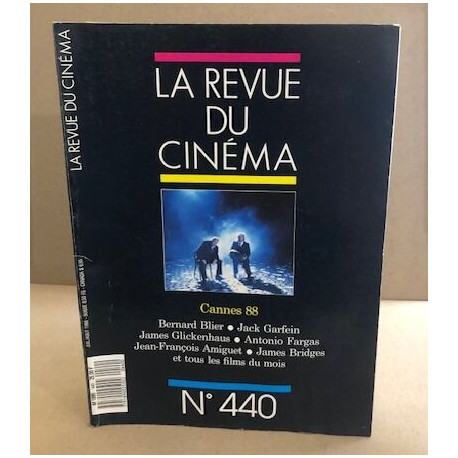 LA REVUE DU CINÉMA
LA REVUE
DU
CINÉMA
Cannes 88
Bernard Blier • Jack Garfein
James Glickenhaus • Antonio Fargas
Jean-François Amiguet • James Bridges
et tous les films du mois
N° 440